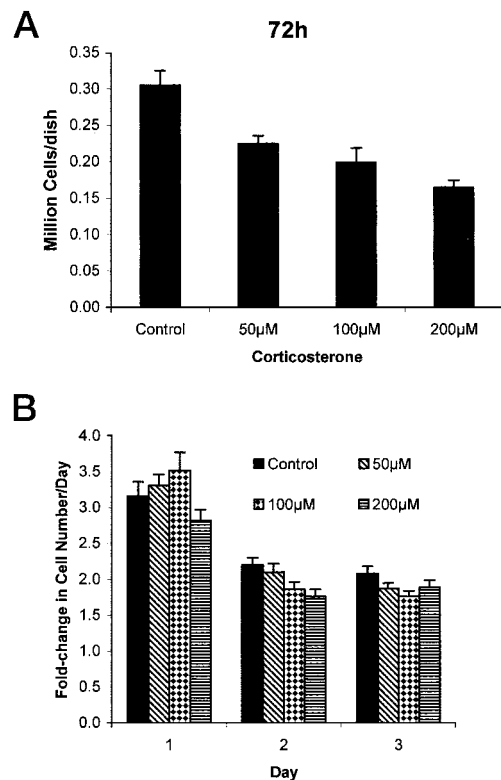 A
72h
Million Cells/dish
0.35
0.30
0.25
0.20
0.15
0.10
0.05
0.00
Control 50µM 100µM 200µM
Corticosterone
B
Fold-change in Cell Number/Day
4.0
3.5
3.0
2.5
2.0
1.5
1.0
0.5
0.0
Control 50µM
100µM 200µM
1 2 3
Day